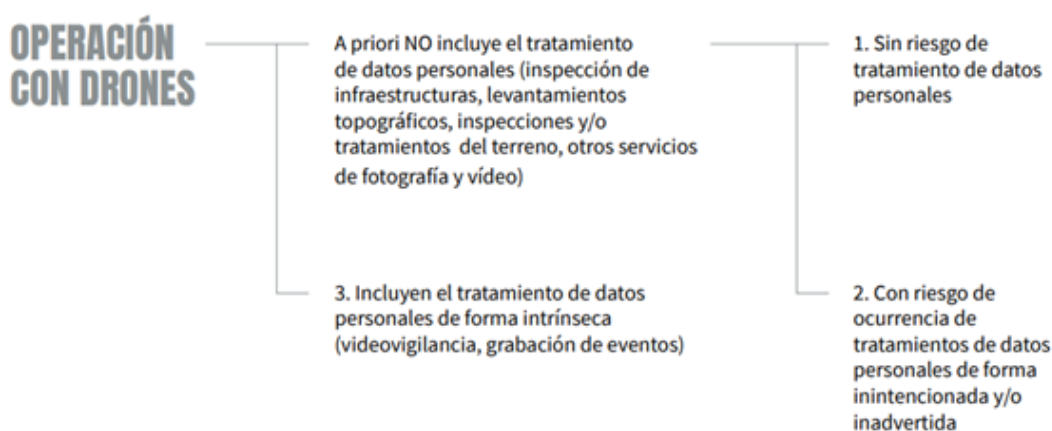 OPERACIÓN
CON DRONES
A priori NO incluye el tratamiento
de datos personales (inspección de
infraestructuras, levantamientos
topográficos, inspecciones y/o
tratamientos del terreno, otros servicios
de fotografía y vídeo)
1. Sin riesgo de
tratamiento de datos
personales
3. Incluyen el tratamiento de datos
personales de forma intrínseca
(videovigilancia, grabación de eventos)
2. Con riesgo de
ocurrencia de
tratamientos de datos
personales de forma
inintencionada y/o
inadvertida